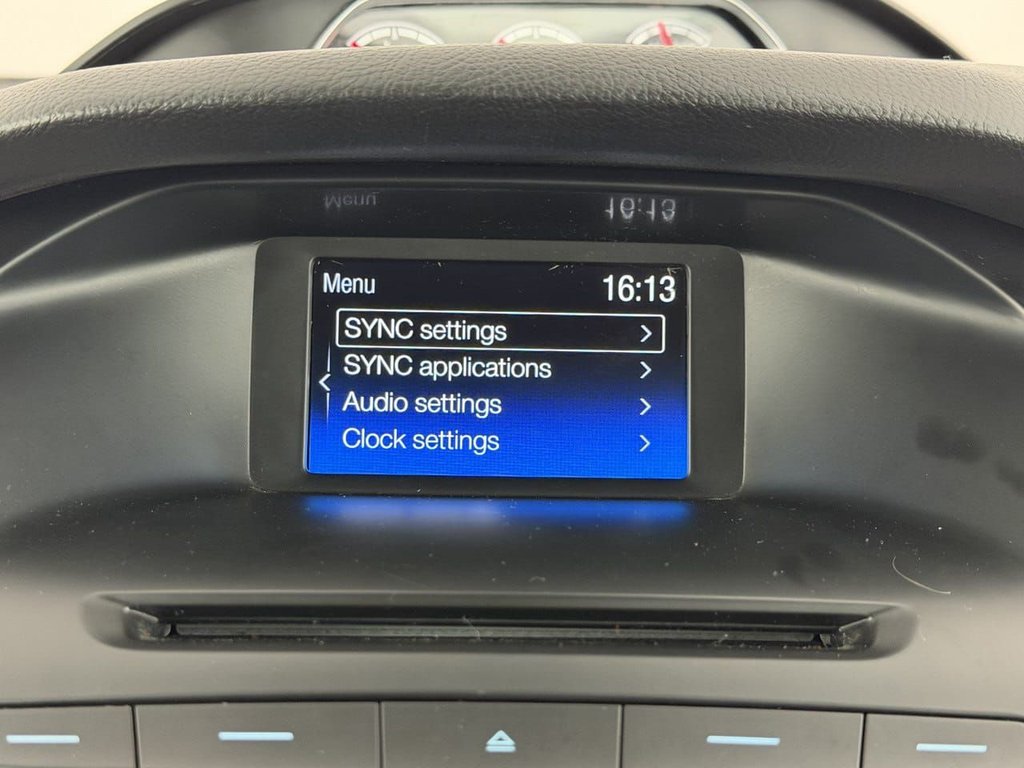 Menu 16:13
SYNC settings
SYNC applications
Audio settings
Clock settings